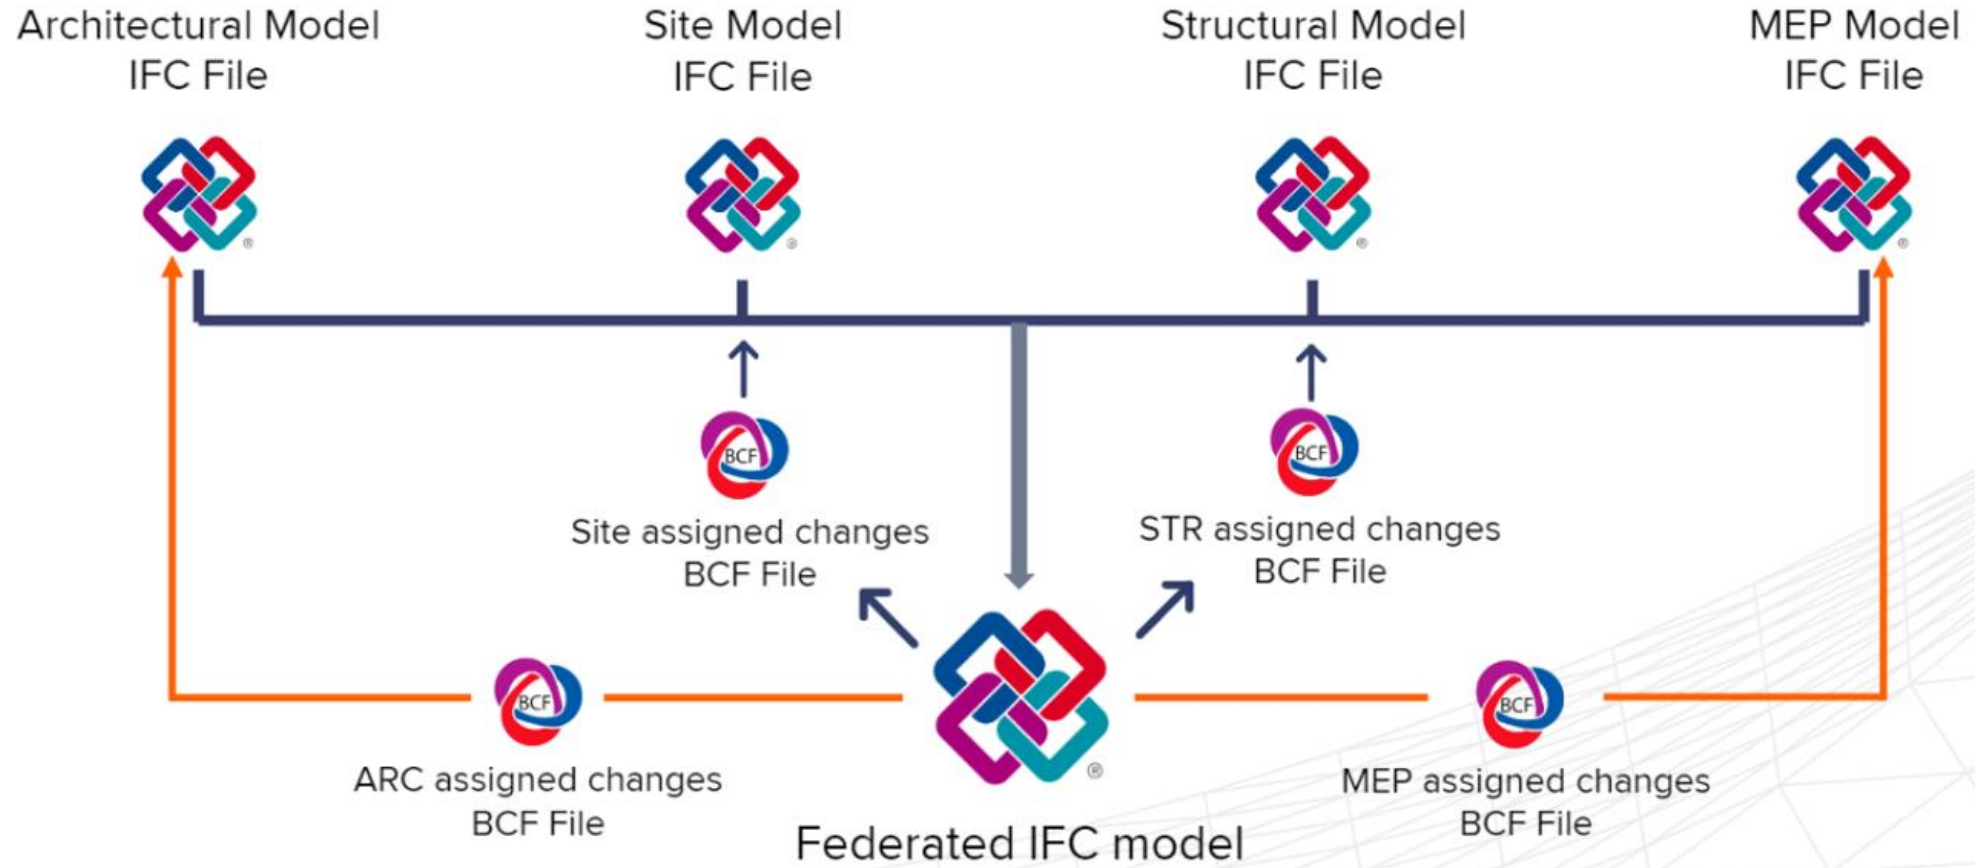 Architectural Model
IFC File
Site Model
IFC File
Structural Model
IFC File
MEP Model
IFC File
®
®
®
®
BCF
Site assigned changes
BCF File
BCF
STR assigned changes
BCF File
BCF
ARC assigned changes
BCF File
®
Federated IFC model
BCF
MEP assigned changes
BCF File